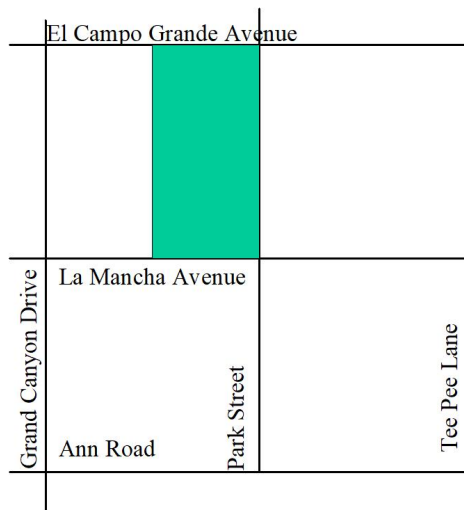 El Campo Grande Avenue
La Mancha Avenue
Grand Canyon Drive
Park Street
Tee Pee Lane
Ann Road